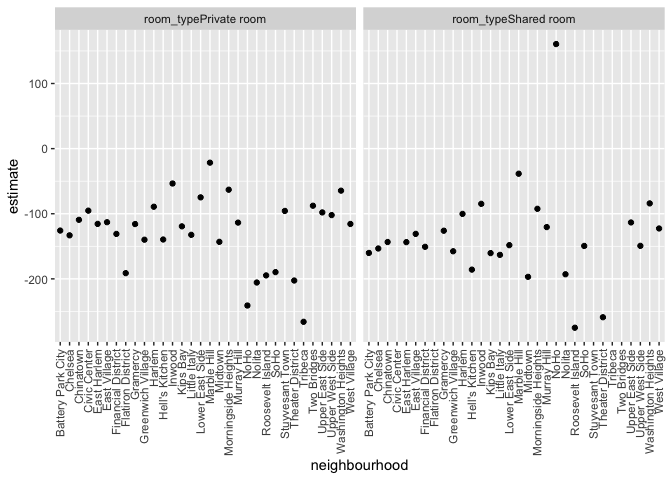 room_typePrivate room
room_typeShared room
estimate
100
0
-100
-200
Battery Park City
Chelsea
Chinatown
Civic Center
East Harlem
East Village
Financial District
Flatiron District
Gramercy
Greenwich Village
Harlem
Hell's Kitchen
Inwood
Kips Bay
Little Italy
Lower East Side
Marble Hill
Midtown
Morningside Heights
Murray Hill
NoHo
Nolita
Roosevelt Island
SoHo
Stuyvesant Town
Theater District
Tribeca
Two Bridges
Upper East Side
Upper West Side
Washington Heights
West Village
Battery Park City
Chelsea
Chinatown
Civic Center
East Harlem
East Village
Financial District
Flatiron District
Gramercy
Greenwich Village
Harlem
Hell's Kitchen
Inwood
Kips Bay
Little Italy
Lower East Side
Marble Hill
Midtown
Morningside Heights
Murray Hill
NoHo
Nolita
Roosevelt Island
SoHo
Stuyvesant Town
Theater District
Tribeca
Two Bridges
Upper East Side
Upper West Side
Washington Heights
West Village
neighbourhood